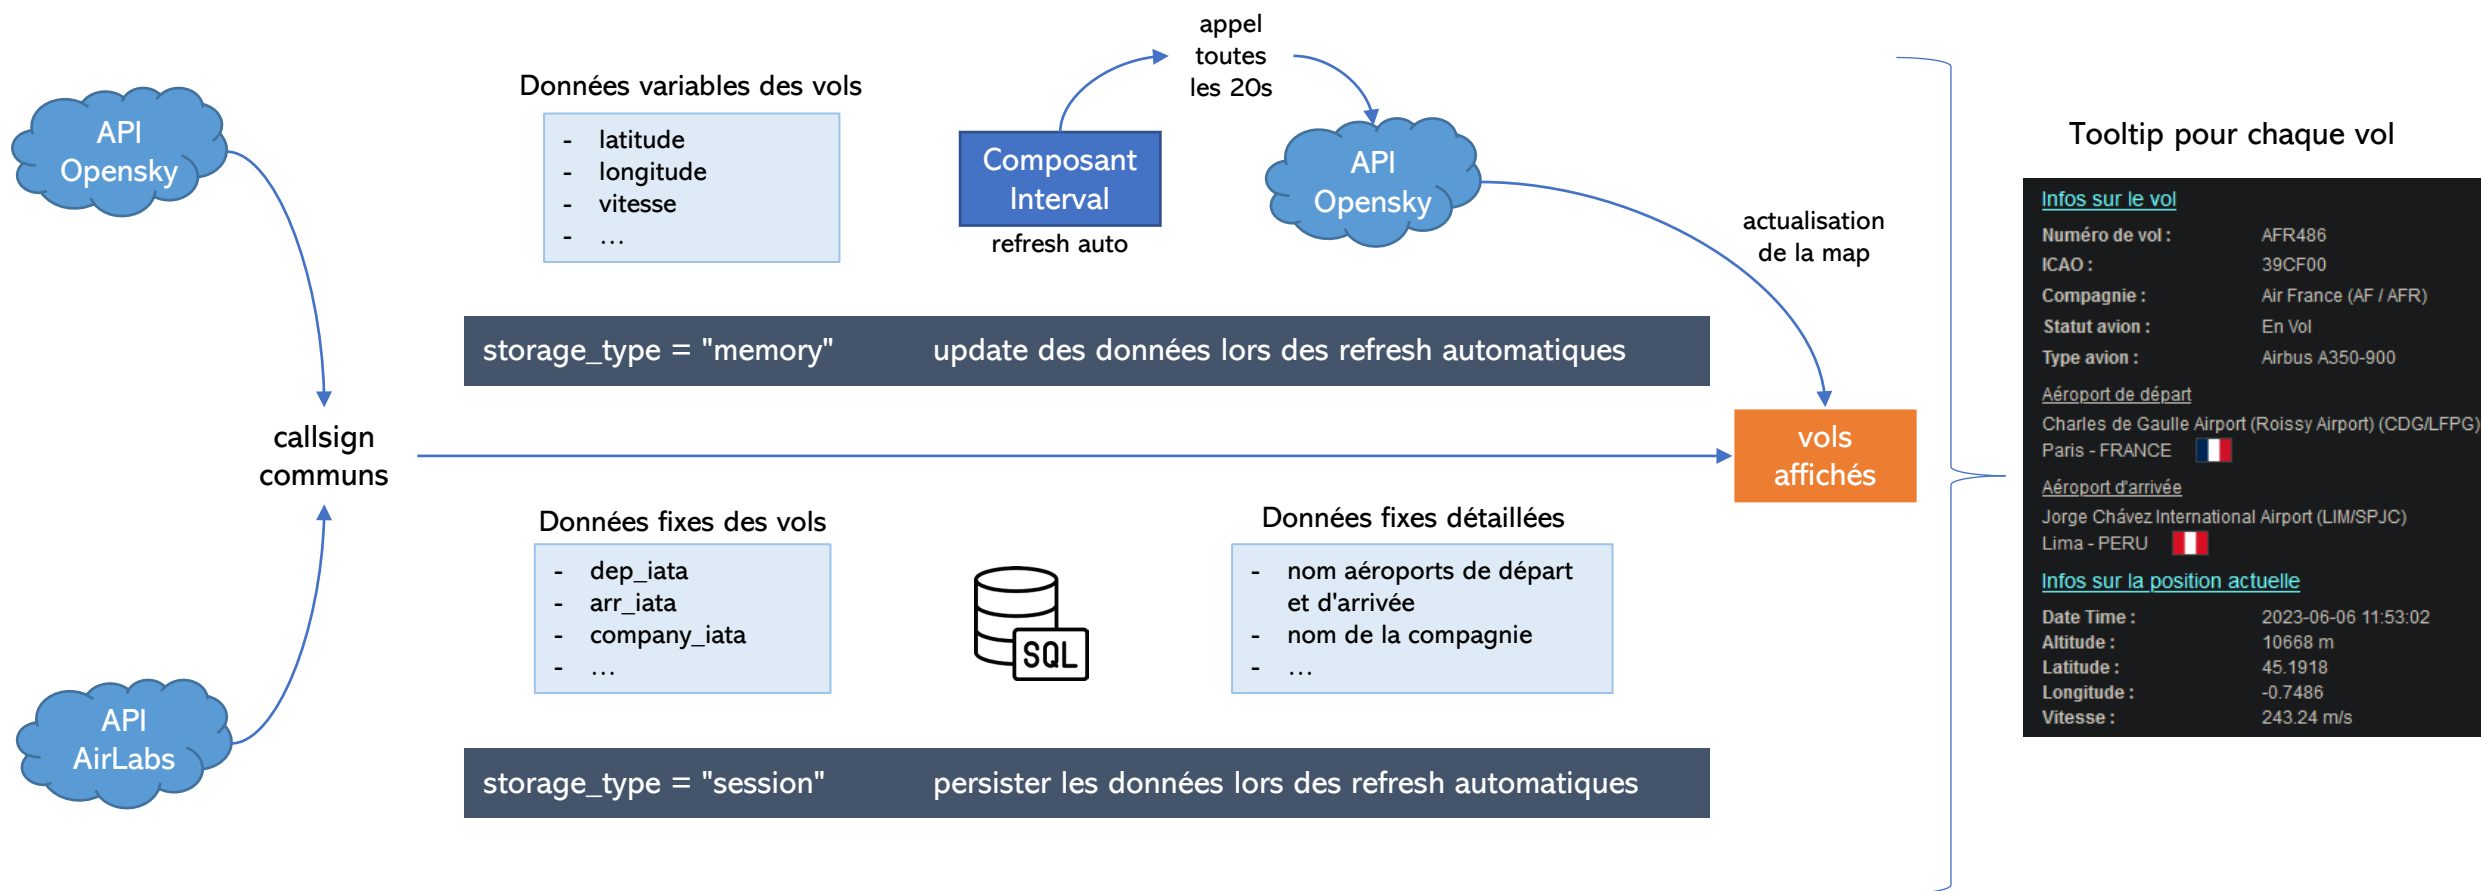 API
Opensky
API
AirLabs
callsign
communs
Données variables des vols
- latitude
- longitude
- vitesse
- …
Composant
Interval
refresh auto
appel
toutes
les 20s
API
Opensky
actualisation
de la map
storage_type = "memory" update des données lors des refresh automatiques
vols
affichés
Données fixes des vols
- dep_iata
- arr_iata
- company_iata
- …
SQL
Données fixes détaillées
- nom aéroports de départ
et d'arrivée
- nom de la compagnie
- …
storage_type = "session" persister les données lors des refresh automatiques
Tooltip pour chaque vol
Infos sur le vol
Numéro de vol : AFR486
ICAO : 39CF00
Compagnie : Air France (AF / AFR)
Statut avion : En Vol
Type avion : Airbus A350-900
Aéroport de départ
Charles de Gaulle Airport (Roissy Airport) (CDG/LFPG)
Paris - FRANCE
Aéroport d'arrivée
Jorge Chávez International Airport (LIM/SPJC)
Lima - PERU
Infos sur la position actuelle
Date Time : 2023-06-06 11:53:02
Altitude : 10668 m
Latitude : 45.1918
Longitude : -0.7486
Vitesse : 243.24 m/s